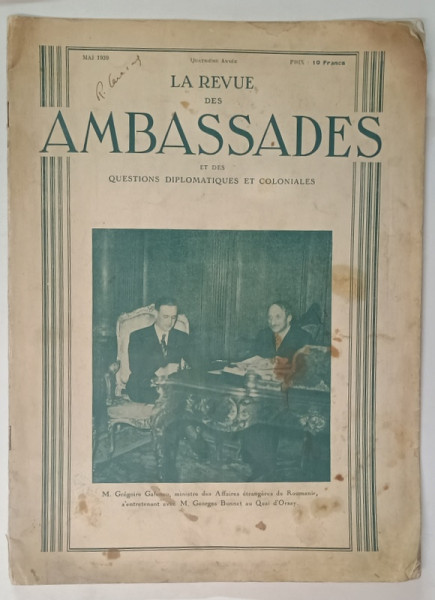 MAI 1939
Quinzième Année
PRIX : 10 Francs
LA REVUE
DES
AMBASSADES
ET DES
QUESTIONS DIPLOMATIQUES ET COLONIALES
M. Grégoire Gafenco, ministre des Affaires étrangères de Roumanie,
s'entretenant avec M. Georges Bonnet au Quai d'Orsay